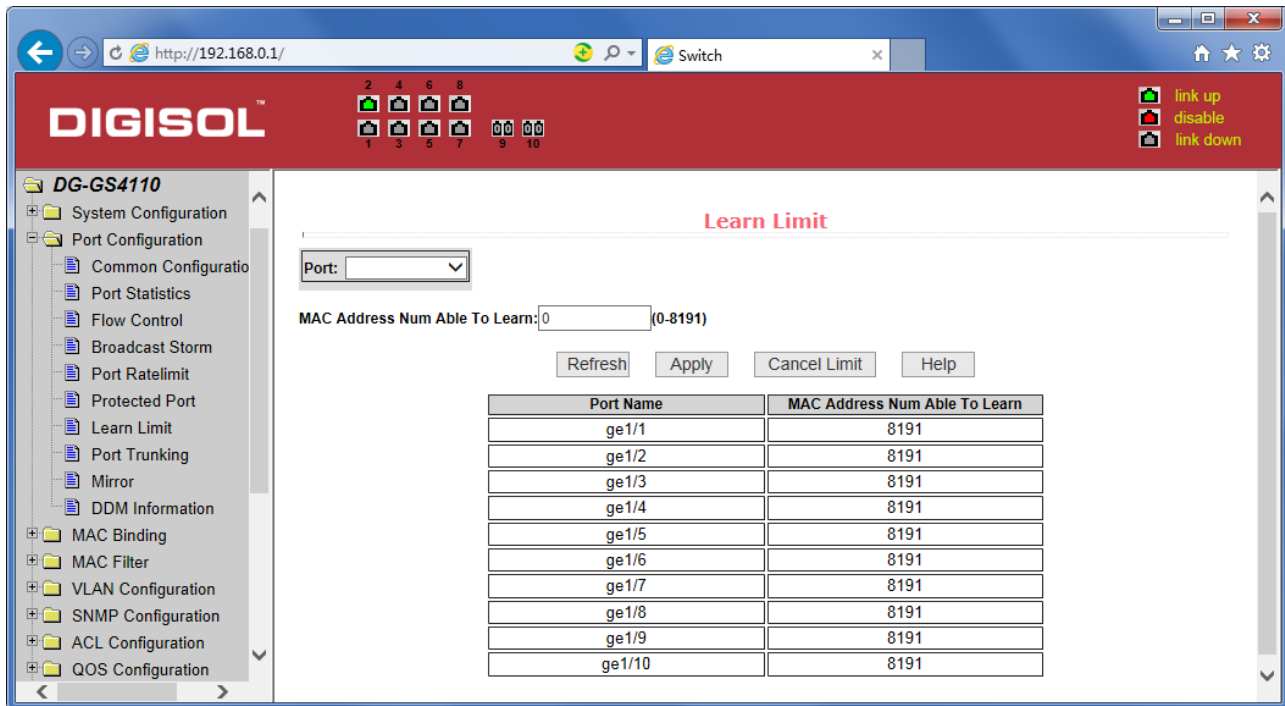 http://192.168.0.1/
Switch
2 4 6 8
DIGISOL™
1 3 5 7 9 10
link up
disable
link down
DG-GS4110
System Configuration
Port Configuration
Common Configuratio
Port Statistics
Flow Control
Broadcast Storm
Port Ratelimit
Protected Port
Learn Limit
Port Trunking
Mirror
DDM Information
MAC Binding
MAC Filter
VLAN Configuration
SNMP Configuration
ACL Configuration
QOS Configuration
Learn Limit
Port:
MAC Address Num Able To Learn: 0 (0-8191)
Refresh Apply Cancel Limit Help
Port Name MAC Address Num Able To Learn
ge1/1 8191
ge1/2 8191
ge1/3 8191
ge1/4 8191
ge1/5 8191
ge1/6 8191
ge1/7 8191
ge1/8 8191
ge1/9 8191
ge1/10 8191